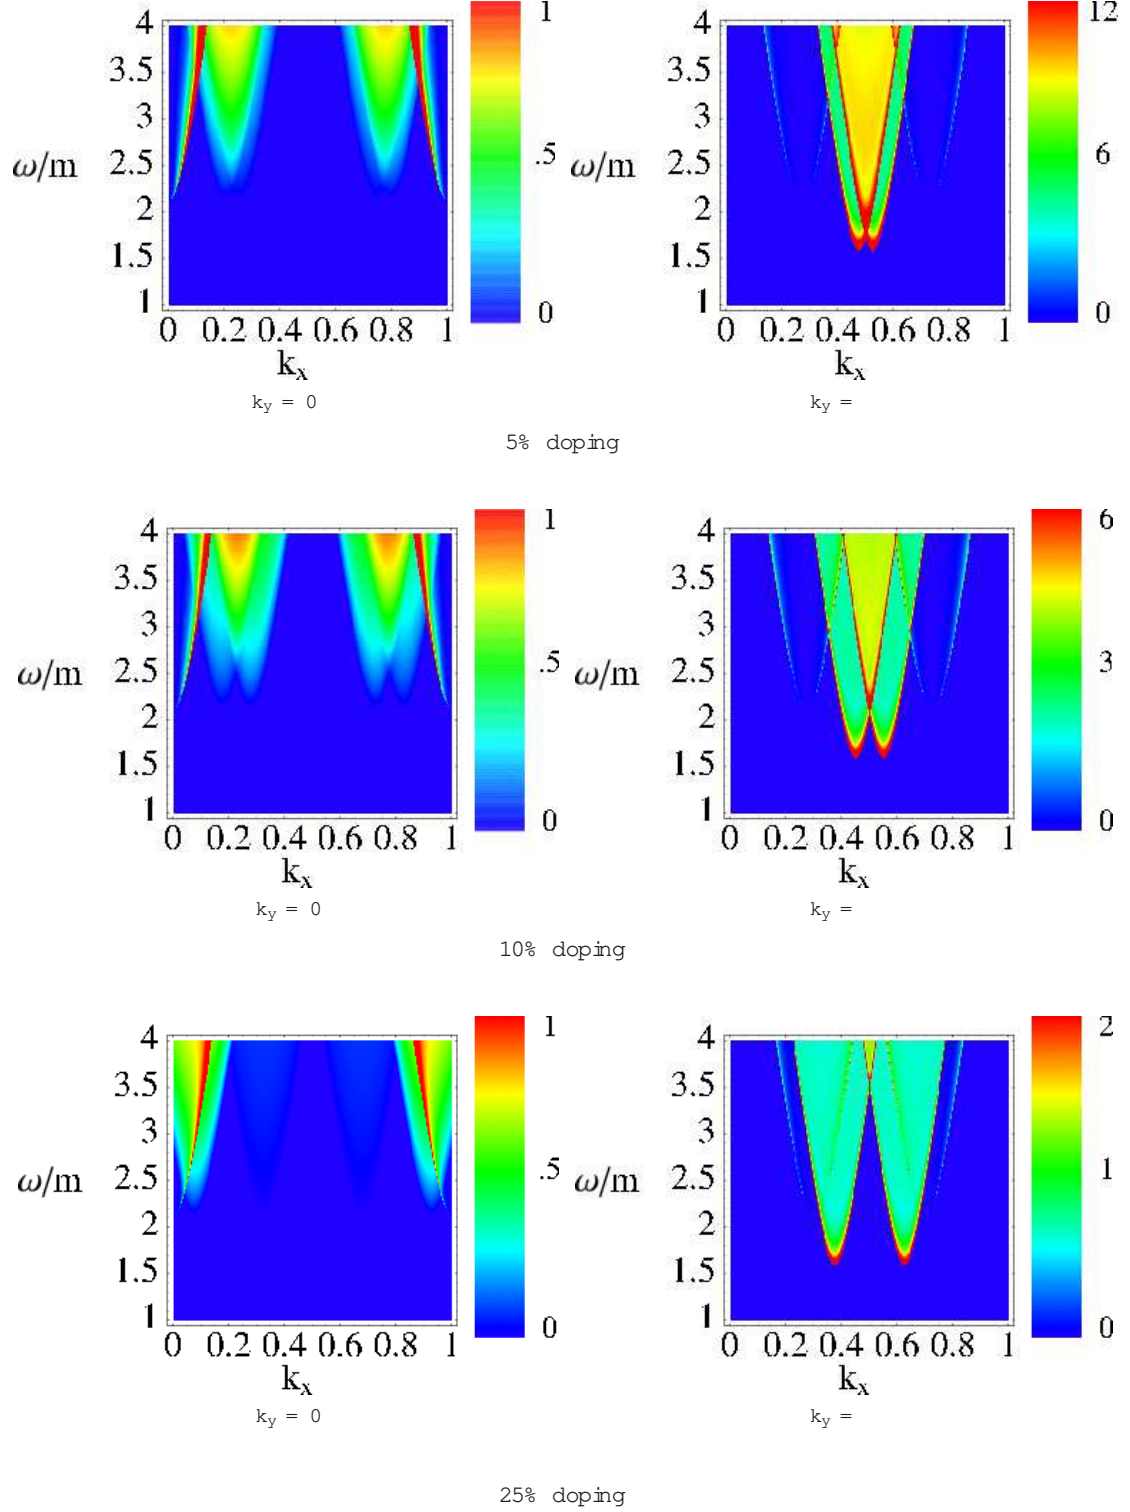 4 1 4 12
3.5 3.5
3 3
ω/m 2.5 .5 ω/m 2.5 6
2 2
1.5 1.5
1 0 1 0
0 0.2 0.4 0.6 0.8 1 0 0.2 0.4 0.6 0.8 1
kx kx
ky = 0 ky =
5% doping
4 1 4 6
3.5 3.5
3 3
ω/m 2.5 .5 ω/m 2.5 3
2 2
1.5 1.5
1 0 1 0
0 0.2 0.4 0.6 0.8 1 0 0.2 0.4 0.6 0.8 1
kx kx
ky = 0 ky =
10% doping
4 1 4 2
3.5 3.5
3 3
ω/m 2.5 .5 ω/m 2.5 1
2 2
1.5 1.5
1 0 1 0
0 0.2 0.4 0.6 0.8 1 0 0.2 0.4 0.6 0.8 1
kx kx
ky = 0 ky =
25% doping